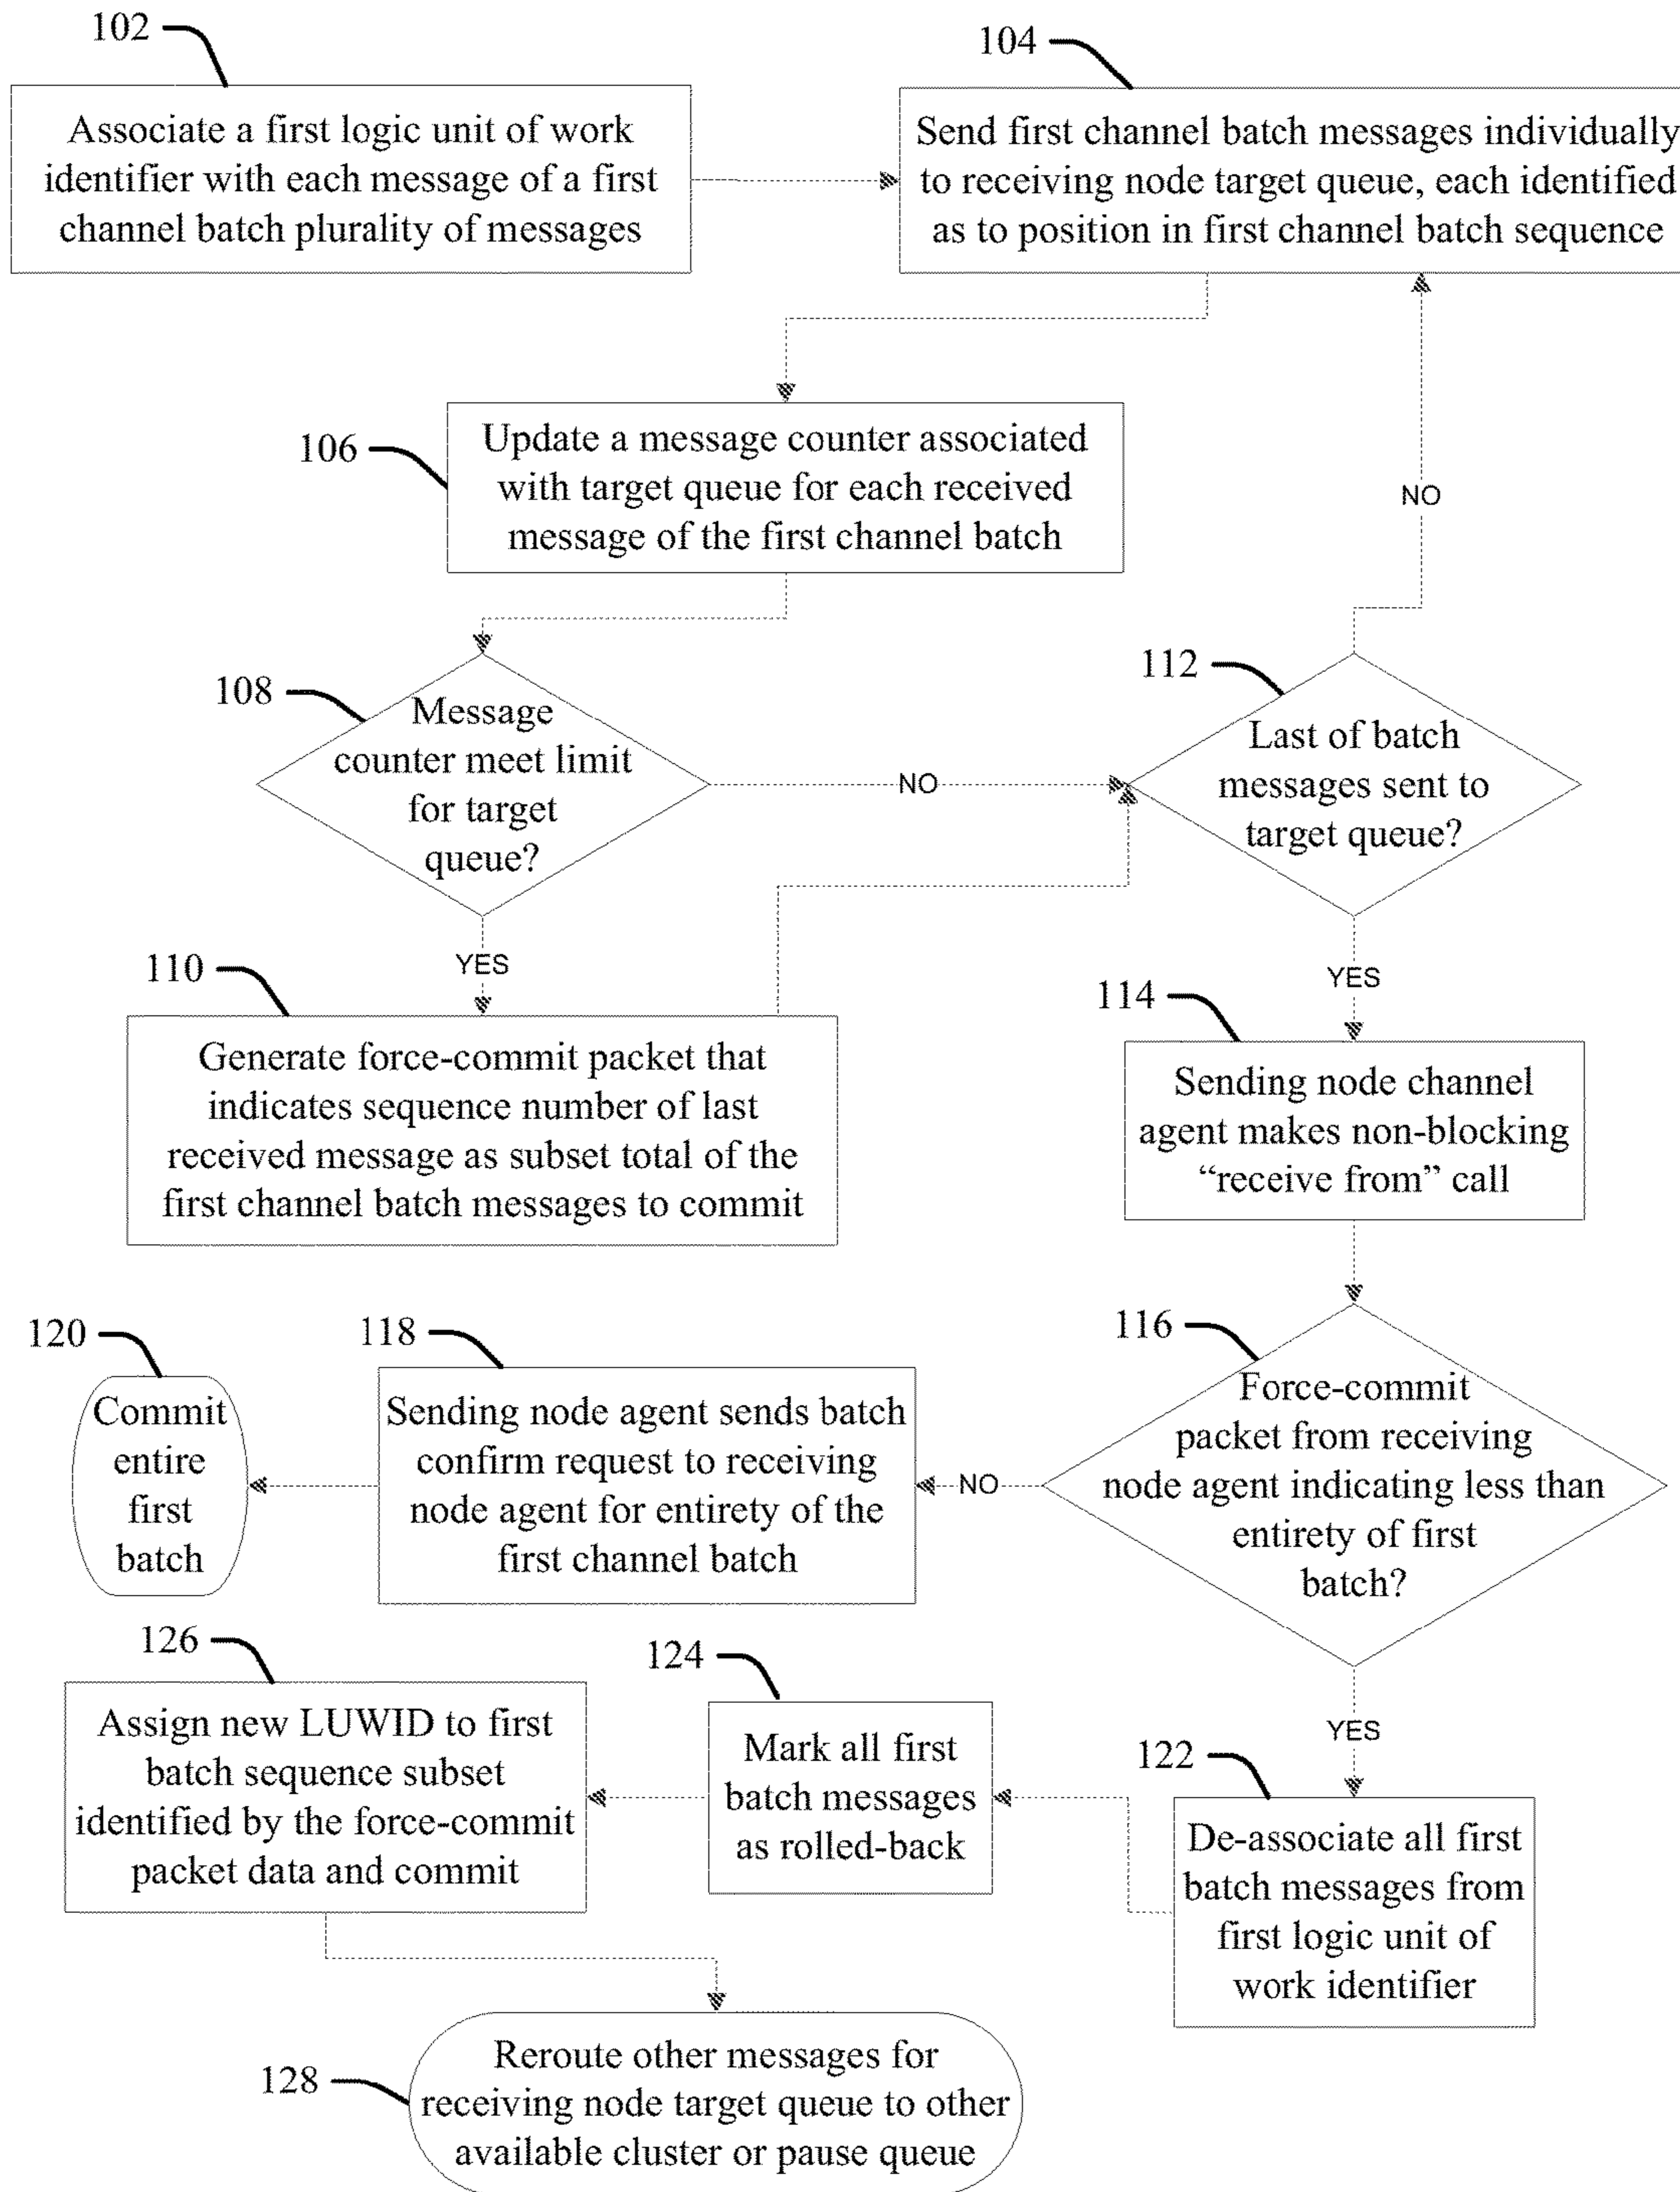 102
Associate a first logic unit of work
identifier with each message of a first
channel batch plurality of messages
104
Send first channel batch messages individually
to receiving node target queue, each identified
as to position in first channel batch sequence
106
Update a message counter associated
with target queue for each received
message of the first channel batch
NO
108
Message
counter meet limit
for target
queue?
NO
112
Last of batch
messages sent to
target queue?
YES
110
Generate force-commit packet that
indicates sequence number of last
received message as subset total of the
first channel batch messages to commit
YES
114
Sending node channel
agent makes non-blocking
“receive from” call
116
Force-commit
packet from receiving
node agent indicating less than
entirety of first
batch?
NO
118
Sending node agent sends batch
confirm request to receiving
node agent for entirety of the
first channel batch
120
Commit
entire
first
batch
YES
122
De-associate all first
batch messages from
first logic unit of
work identifier
124
Mark all first
batch messages
as rolled-back
126
Assign new LUWID to first
batch sequence subset
identified by the force-commit
packet data and commit
128
Reroute other messages for
receiving node target queue to other
available cluster or pause queue